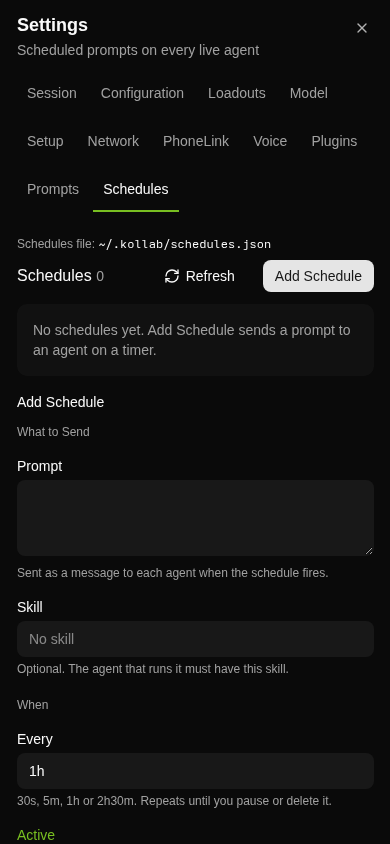 Settings
Scheduled prompts on every live agent
Session Configuration Loadouts Model
Setup Network PhoneLink Voice Plugins
Prompts Schedules
Schedules file: ~/.kollab/schedules.json
Schedules 0 Refresh Add Schedule
No schedules yet. Add Schedule sends a prompt to
an agent on a timer.
Add Schedule
What to Send
Prompt
Sent as a message to each agent when the schedule fires.
Skill
No skill
Optional. The agent that runs it must have this skill.
When
Every
1h
30s, 5m, 1h or 2h30m. Repeats until you pause or delete it.
Active